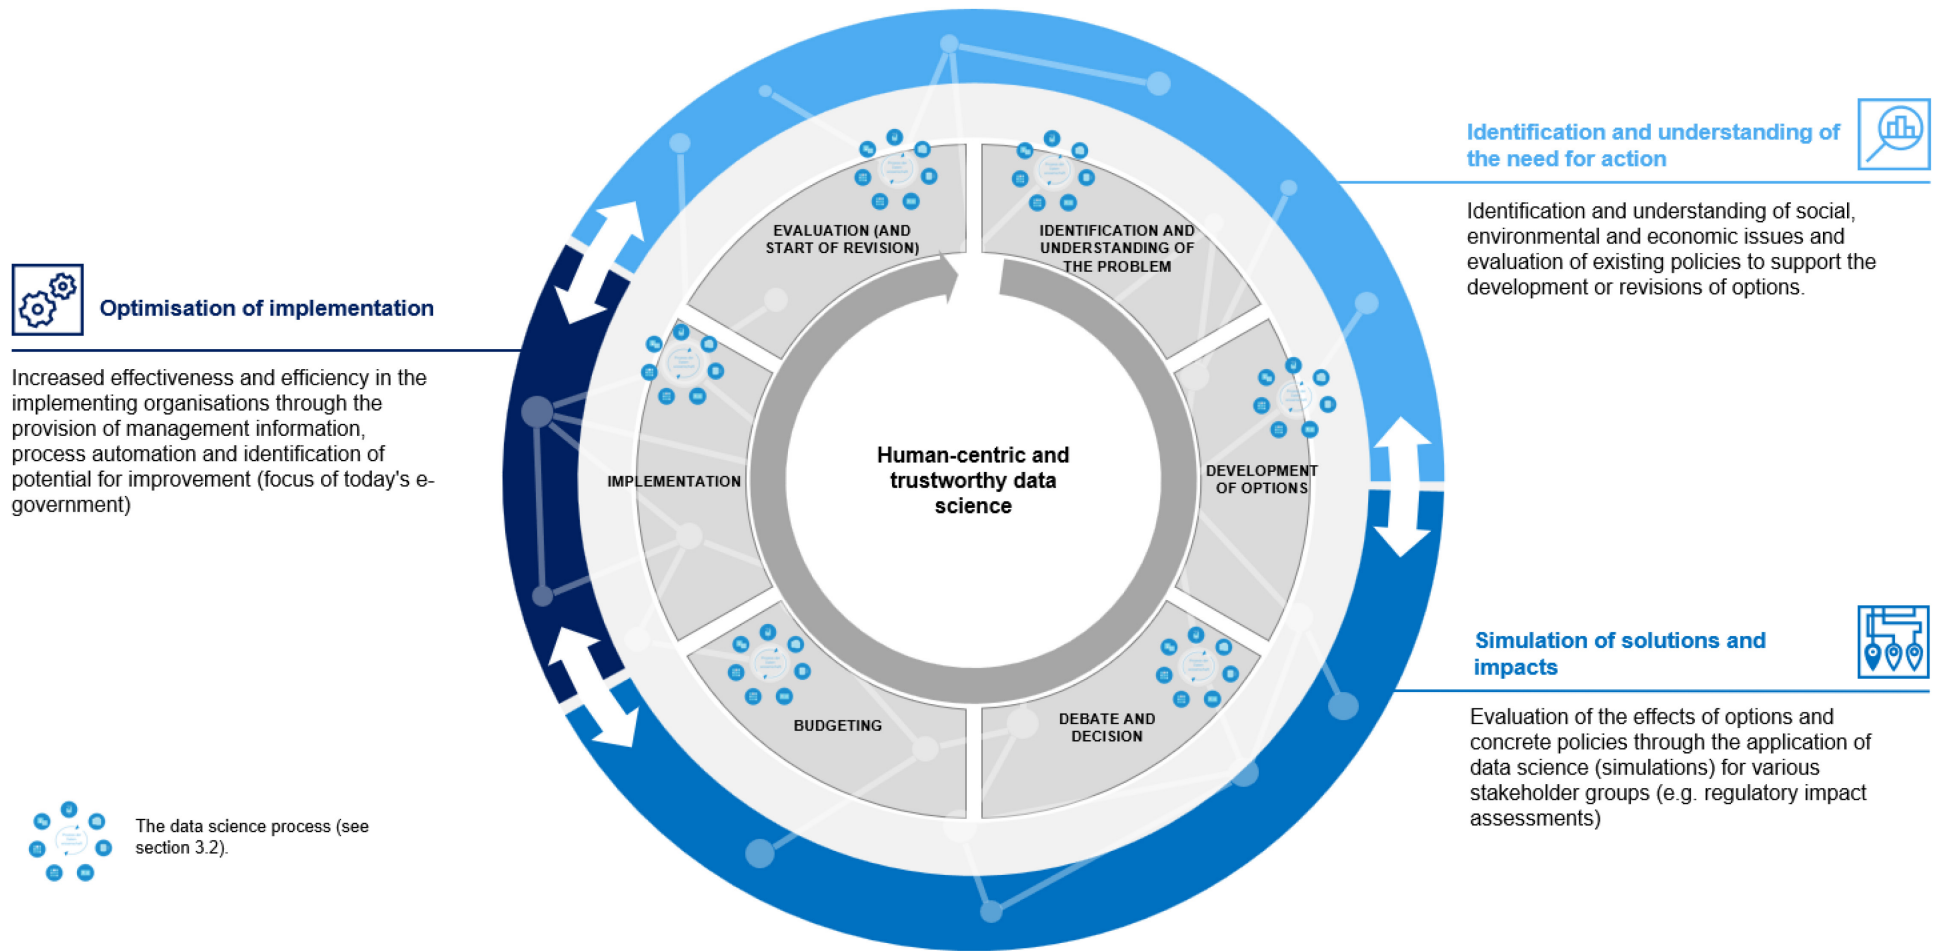 Identification and understanding of
the need for action
Identification and understanding of social,
environmental and economic issues and
evaluation of existing policies to support the
development or revisions of options.
Optimisation of implementation
Increased effectiveness and efficiency in the
implementing organisations through the
provision of management information,
process automation and identification of
potential for improvement (focus of today's e-
government)
EVALUATION (AND
START OF REVISION)
IDENTIFICATION AND
UNDERSTANDING OF
THE PROBLEM
IMPLEMENTATION
Human-centric and
trustworthy data
science
DEVELOPMENT
OF OPTIONS
BUDGETING
DEBATE AND
DECISION
Simulation of solutions and
impacts
Evaluation of the effects of options and
concrete policies through the application of
data science (simulations) for various
stakeholder groups (e.g. regulatory impact
assessments)
The data science process (see
section 3.2).